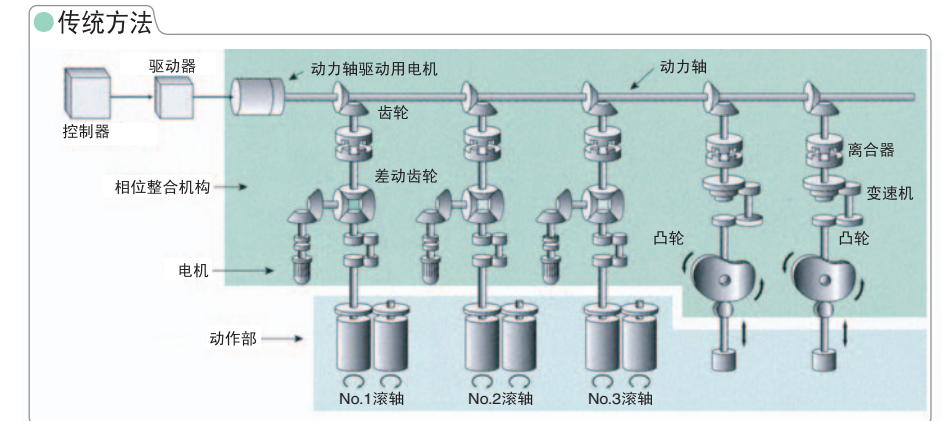 传统方法
驱动器
动力轴驱动用电机
动力轴
控制器
齿轮
离合器
相位整合机构
差动齿轮
变速机
凸轮
凸轮
电机
动作部
No.1滚轴
No.2滚轴
No.3滚轴